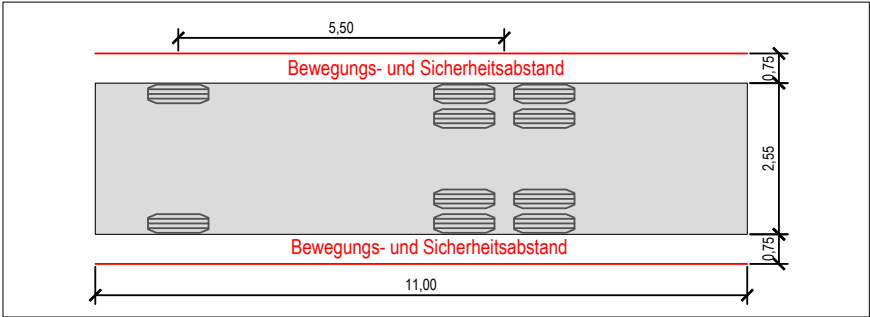 5,50
Bewegungs- und Sicherheitsabstand
0,75
2,55
Bewegungs- und Sicherheitsabstand
0,75
11,00